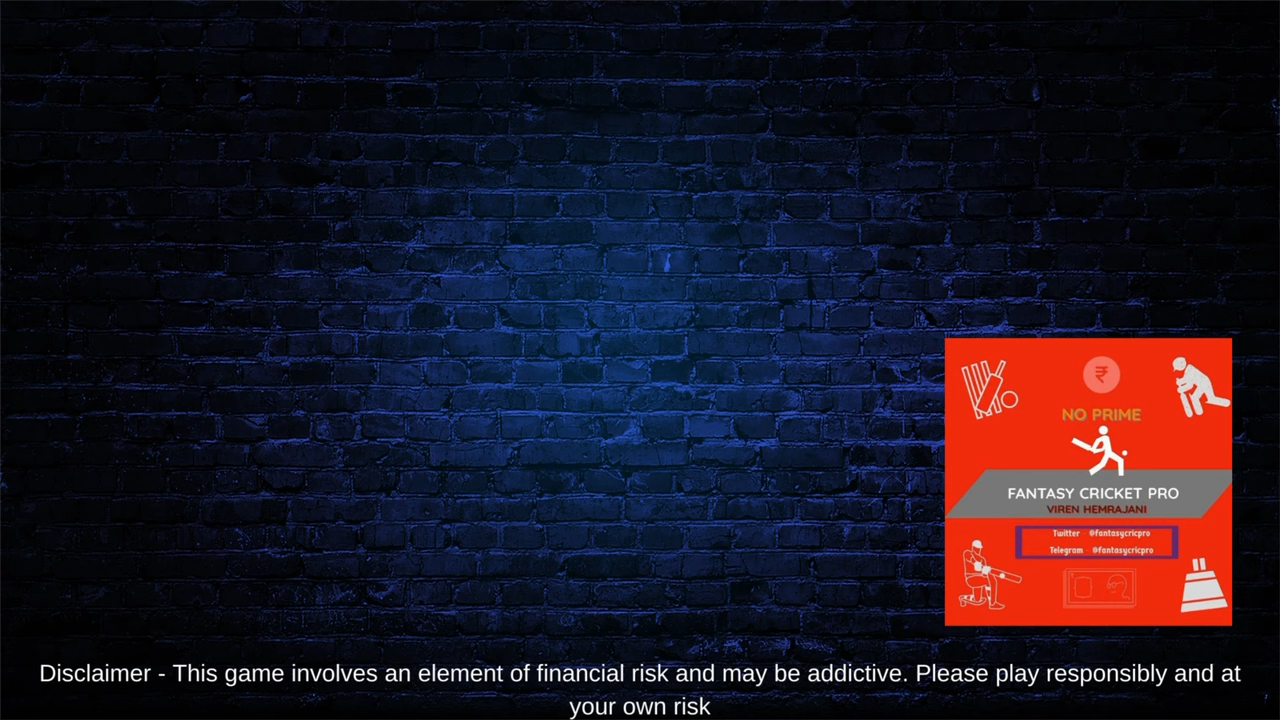 ₹
NO PRIME
FANTASY CRICKET PRO
VIREN HEMRAJANI
Twitter @fantasycricpro
Telegram @fantasycricpro
Disclaimer - This game involves an element of financial risk and may be addictive. Please play responsibly and at
your own risk